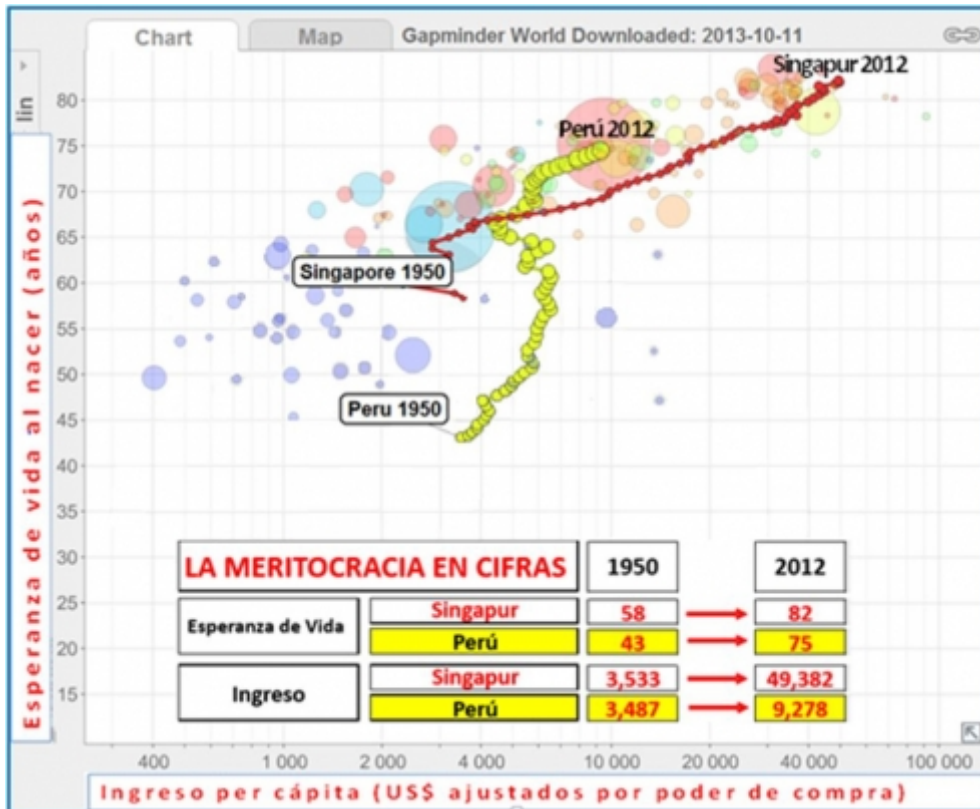 Chart
Map
Gapminder World Downloaded: 2013-10-11
lin
Esperanza de vida al nacer (años)
80
75
70
65
60
55
50
45
40
35
30
25
20
15
Singapur 2012
Perú 2012
Singapore 1950
Peru 1950
LA MERITOCRACIA EN CIFRAS 1950 2012
Esperanza de Vida
Singapur 58 82
Perú 43 75
Ingreso
Singapur 3,533 49,382
Perú 3,487 9,278
400 1 000 2 000 4 000 10 000 20 000 40 000 100 000
Ingreso per cápita (US$ ajustados por poder de compra)